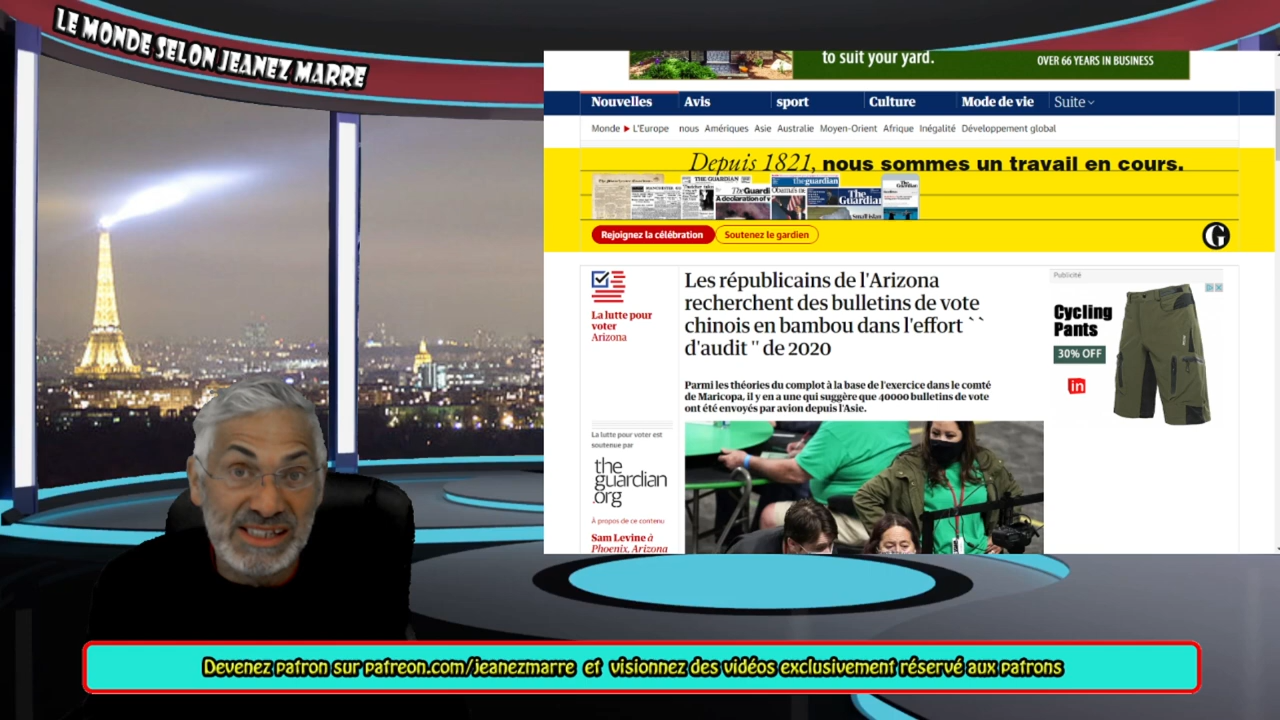 LE MONDE SELON JEANEZ MARRE
to suit your yard.
OVER 66 YEARS IN BUSINESS
Nouvelles Avis sport Culture Mode de vie Suite
Monde L'Europe nous Amériques Asie Australie Moyen-Orient Afrique Inégalité Développement global
Depuis 1821, nous sommes un travail en cours.
THE GUARDIAN
theguardian
The Guardian
Rejoignez la célébration
Soutenez le gardien
G
La lutte pour
voter
Arizona
Les républicains de l'Arizona
recherchent des bulletins de vote
chinois en bambou dans l'effort ``
d'audit '' de 2020
Parmi les théories du complot à la base de l'exercice dans le comté
de Maricopa, il y en a une qui suggère que 40000 bulletins de vote
ont été envoyés par avion depuis l'Asie.
La lutte pour voter est
soutenue par
the
guardian
.org
À propos de ce contenu
Sam Levine à
Phoenix, Arizona
Publicité
Cycling
Pants
30% OFF
in
Devenez patron sur patreon.com/jeanezmarre et visionnez des vidéos exclusivement réservé aux patrons